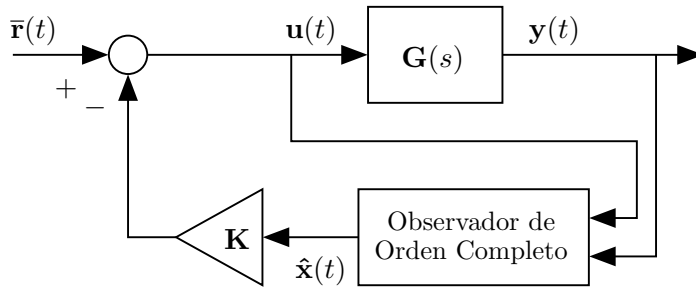 r̅(t)
u(t)
y(t)
G(s)
+
−
K
x̂(t)
Observador de
Orden Completo